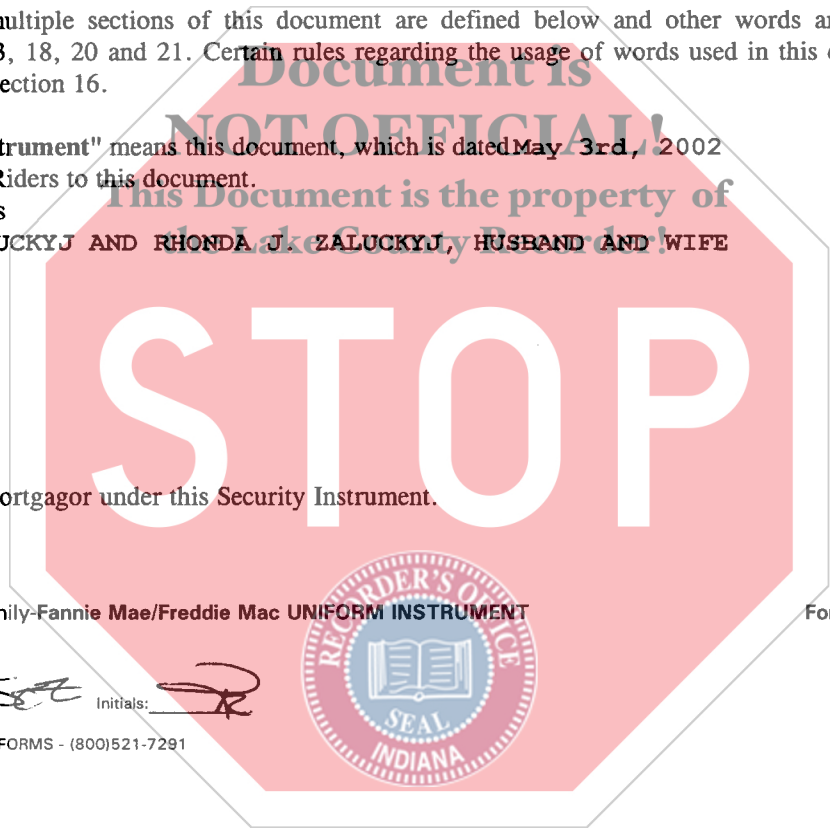 ultiple sections of this document are defined below and other words
3, 18, 20 and 21. Certain rules regarding the usage of words used in this
ection 16.
Document is
NOT OFFICIAL!
trument" means this document, which is dated May 3rd, 2002
Riders to this document.
This Document is the property of
the Lake County Recorder!
s
UCKYJ AND RHONDA J. ZALUCKYJ, HUSBAND AND WIFE
STOP
ortgagor under this Security Instrument.
RECORDER'S OFFICE
SEAL
INDIANA
nily-Fannie Mae/Freddie Mac UNIFORM INSTRUMENT
For
Initials:
FORMS - (800)521-7291